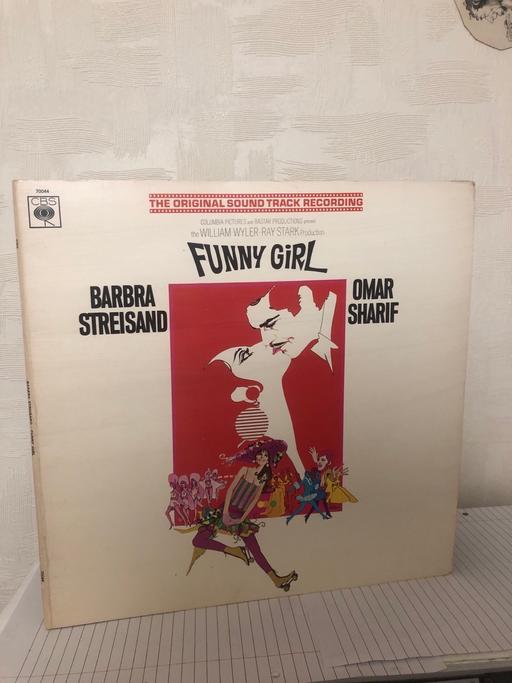 70044
CBS
THE ORIGINAL SOUND TRACK RECORDING
COLUMBIA PICTURES and RASTAR PRODUCTIONS present
the WILLIAM WYLER-RAY STARK Production
FUNNY GiRL
BARBRA
STREISAND
OMAR
SHARIF